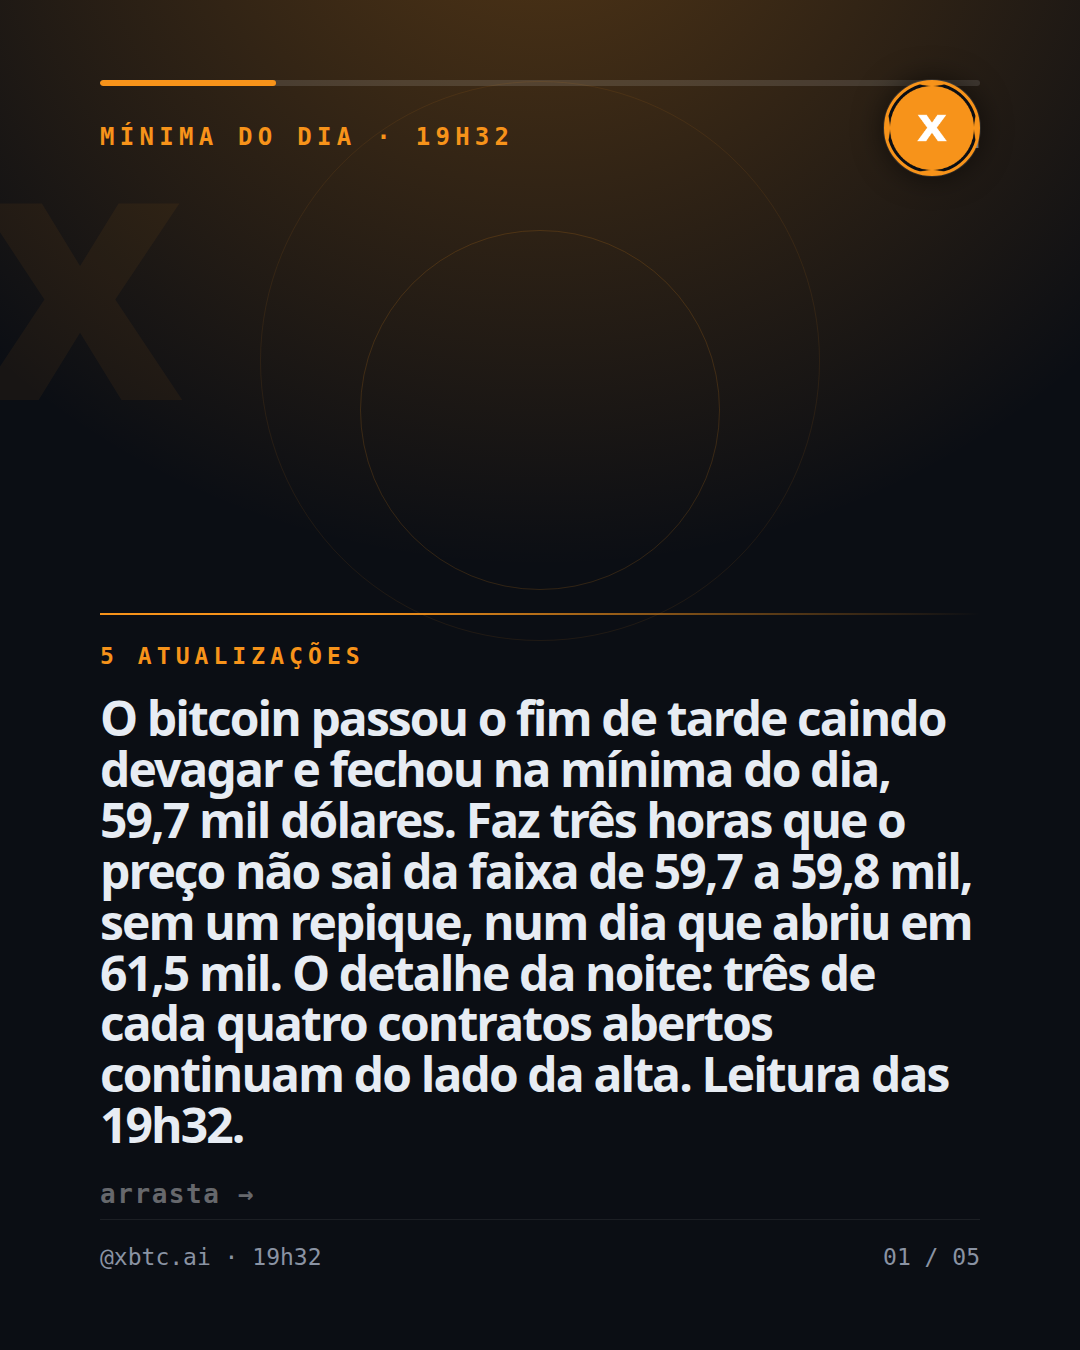 MÍNIMA DO DIA · 19H32
X
X
5 ATUALIZAÇÕES
O bitcoin passou o fim de tarde caindo
devagar e fechou na mínima do dia,
59,7 mil dólares. Faz três horas que o
preço não sai da faixa de 59,7 a 59,8 mil,
sem um repique, num dia que abriu em
61,5 mil. O detalhe da noite: três de
cada quatro contratos abertos
continuam do lado da alta. Leitura das
19h32.
arrasta →
@xbtc.ai · 19h32
01 / 05